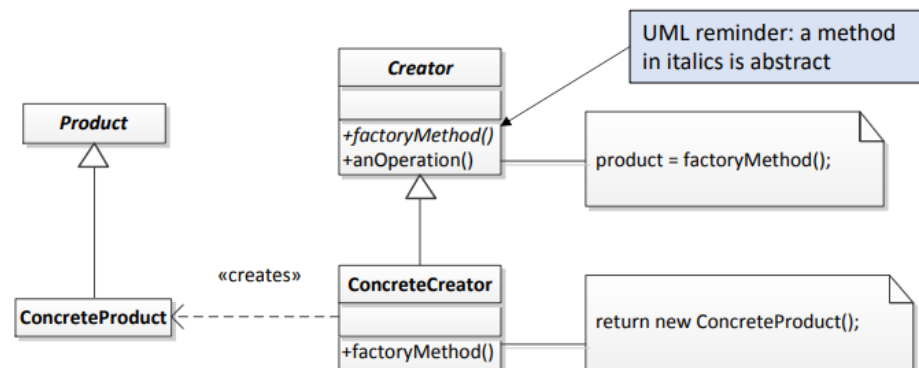 UML reminder: a method
in italics is abstract
Creator
+factoryMethod()
+anOperation()
product = factoryMethod();
Product
«creates»
ConcreteProduct
ConcreteCreator
+factoryMethod()
return new ConcreteProduct();